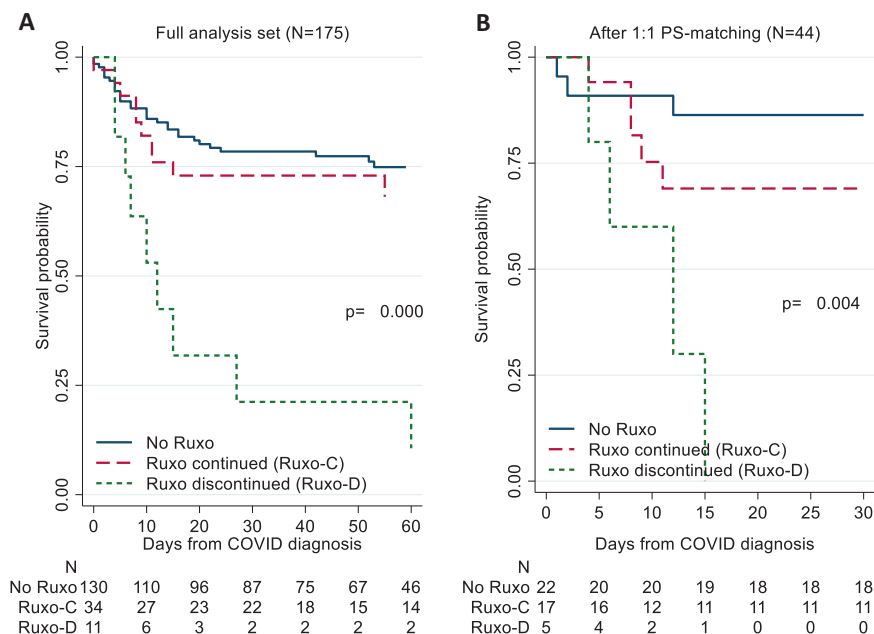 A
Full analysis set (N=175)
Survival probability
1.00
0.75
0.50
0.25
0.00
p= 0.000
No Ruxo
Ruxo continued (Ruxo-C)
Ruxo discontinued (Ruxo-D)
0 10 20 30 40 50 60
Days from COVID diagnosis
N
No Ruxo 130 110 96 87 75 67 46
Ruxo-C 34 27 23 22 18 15 14
Ruxo-D 11 6 3 2 2 2 2
B
After 1:1 PS-matching (N=44)
Survival probability
1.00
0.75
0.50
0.25
0.00
p= 0.004
No Ruxo
Ruxo continued (Ruxo-C)
Ruxo discontinued (Ruxo-D)
0 5 10 15 20 25 30
Days from COVID diagnosis
N
No Ruxo 22 20 20 19 18 18 18
Ruxo-C 17 16 12 11 11 11 11
Ruxo-D 5 4 2 1 0 0 0